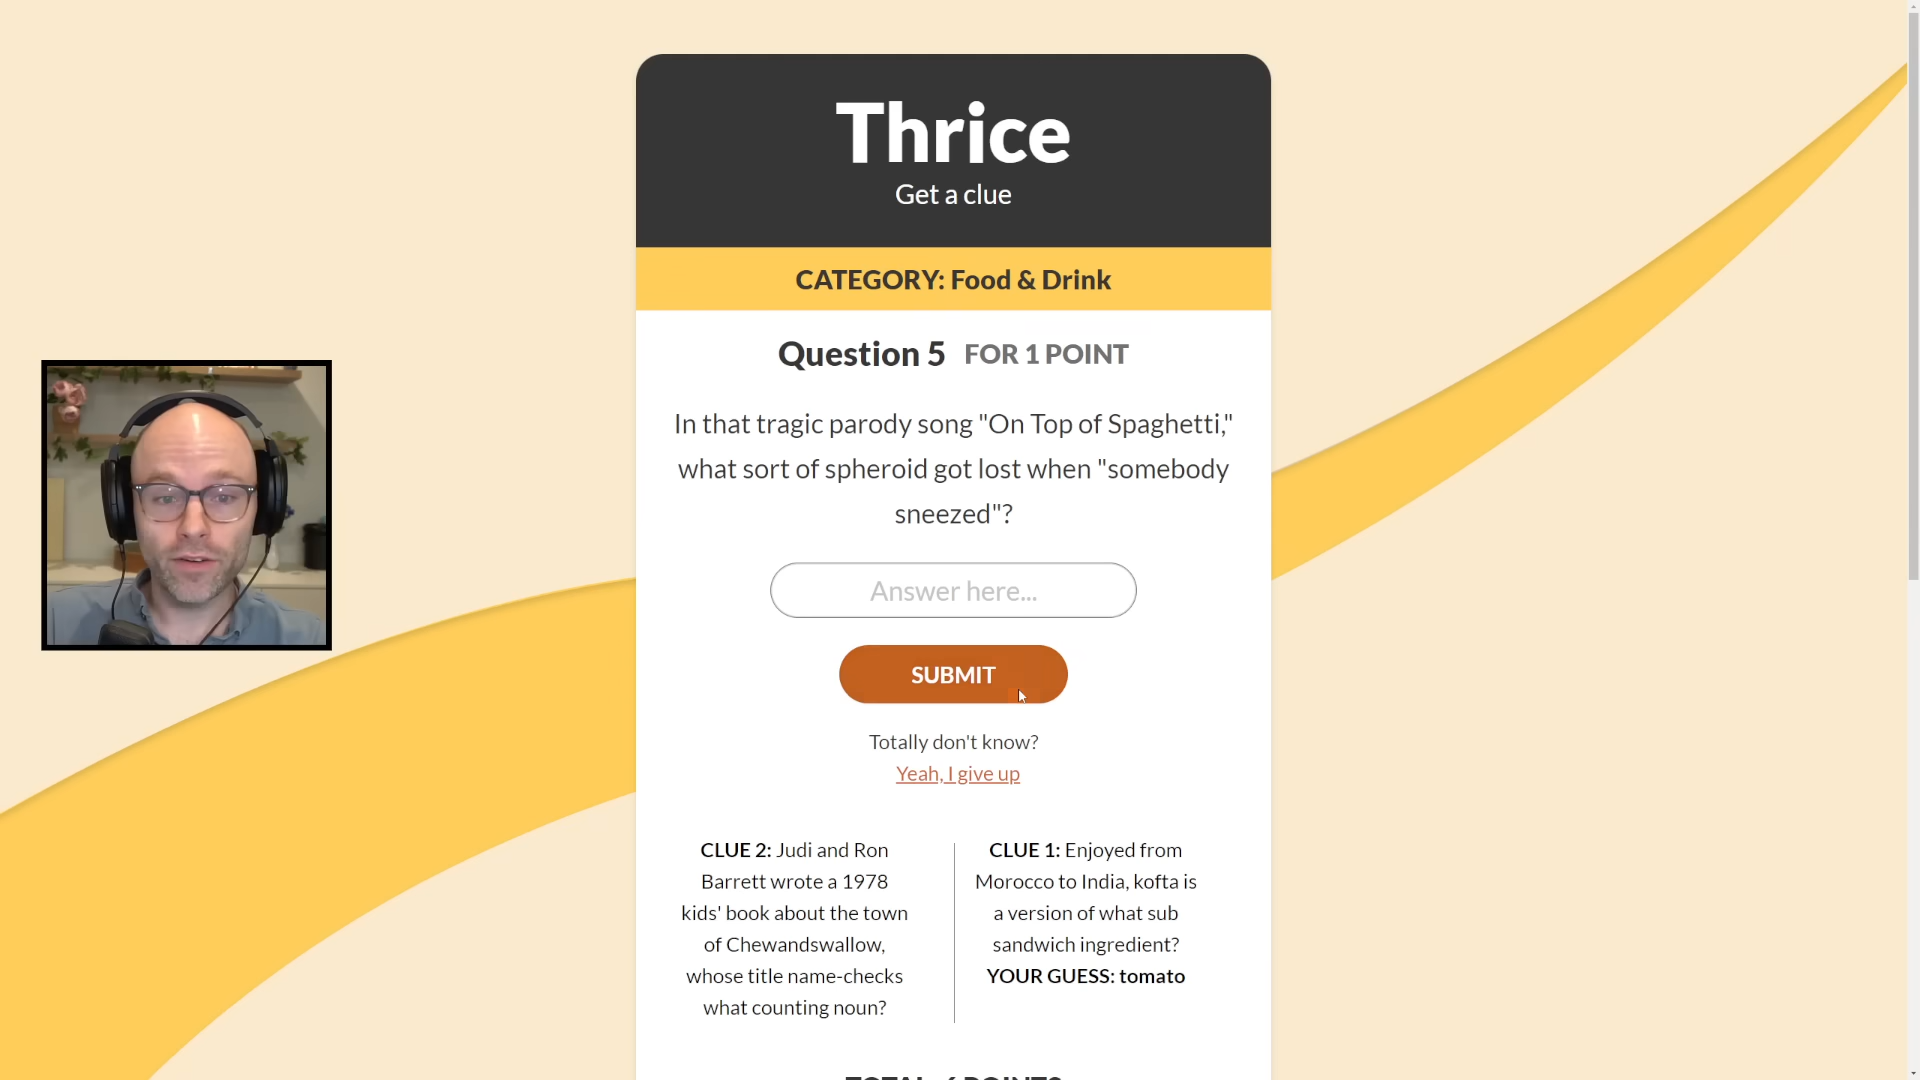 Thrice
Get a clue
CATEGORY: Food & Drink
Question 5 FOR 1 POINT
In that tragic parody song "On Top of Spaghetti,"
what sort of spheroid got lost when "somebody
sneezed"?
Answer here...
SUBMIT
Totally don't know?
Yeah, I give up
CLUE 2: Judi and Ron
Barrett wrote a 1978
kids' book about the town
of Chewandswallow,
whose title name-checks
what counting noun?
CLUE 1: Enjoyed from
Morocco to India, kofta is
a version of what sub
sandwich ingredient?
YOUR GUESS: tomato
TOTAL: 6 POINTS